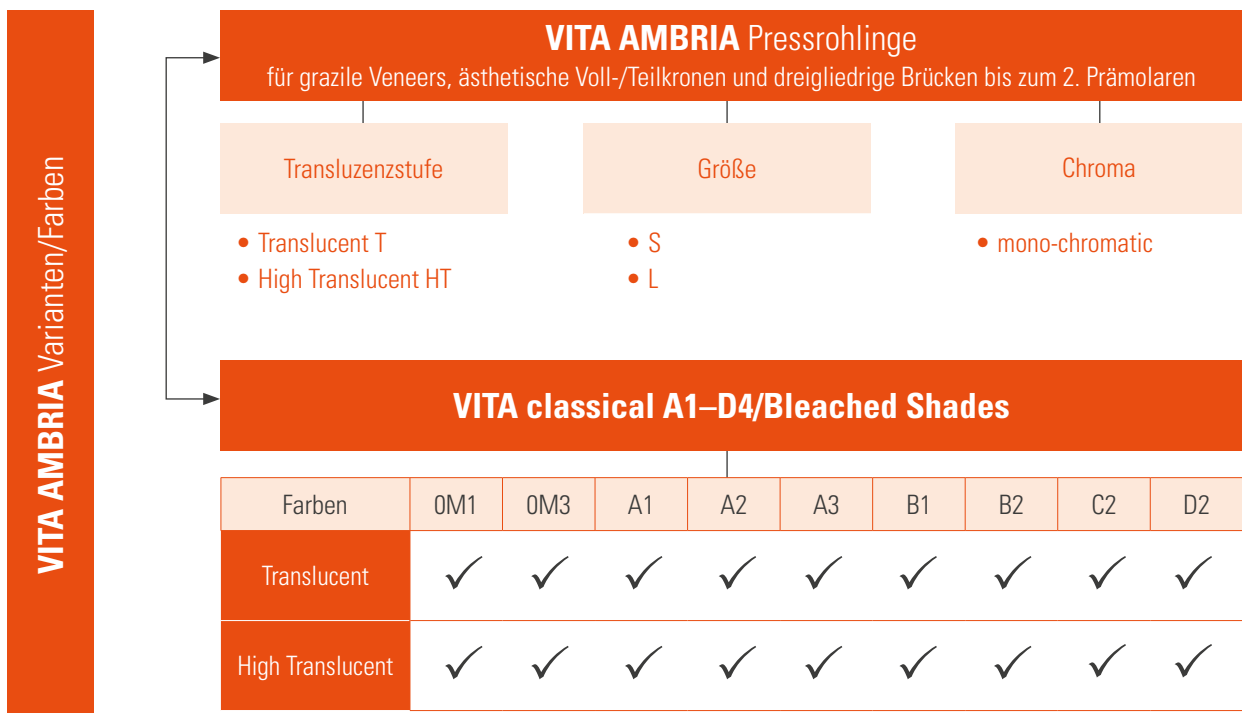 VITA AMBRIA Varianten/Farben
VITA AMBRIA Pressrohlinge
für grazile Veneers, ästhetische Voll-/Teilkronen und dreigliedrige Brücken bis zum 2. Prämolaren
Transluzenzstufe
Größe
Chroma
• Translucent T
• High Translucent HT
• S
• L
• mono-chromatic
VITA classical A1–D4/Bleached Shades
Farben 0M1 0M3 A1 A2 A3 B1 B2 C2 D2
Translucent ✓ ✓ ✓ ✓ ✓ ✓ ✓ ✓ ✓
High Translucent ✓ ✓ ✓ ✓ ✓ ✓ ✓ ✓ ✓